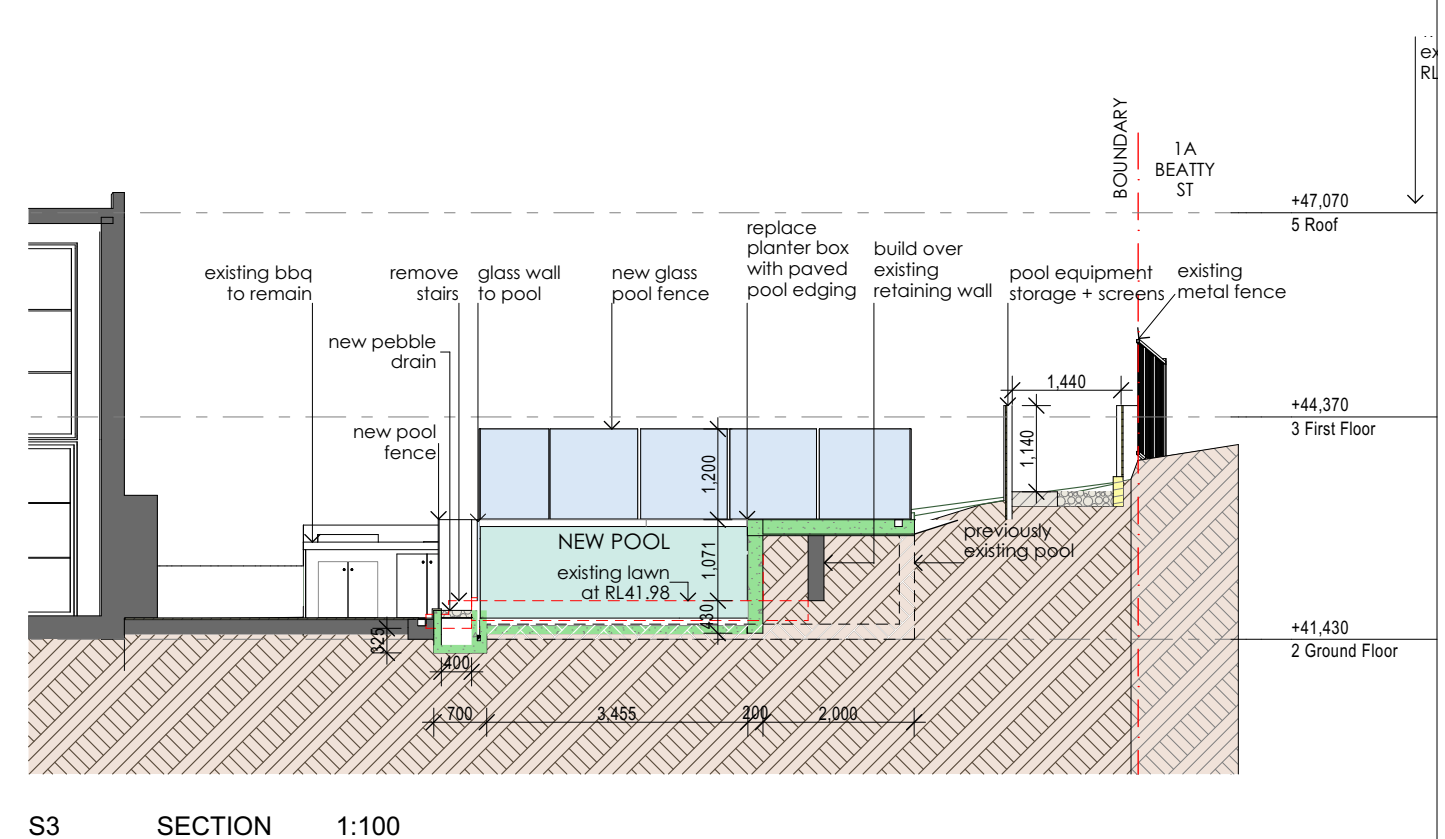 ex
RL
BOUNDARY
1A
BEATTY
ST
+47,070
5 Roof
existing bbq
to remain
remove
stairs
glass wall
to pool
new glass
pool fence
replace
planter box
with paved
pool edging
build over
existing
retaining wall
pool equipment
storage + screens
existing
metal fence
new pebble
drain
1,440
+44,370
3 First Floor
new pool
fence
1,140
1,200
NEW POOL
existing lawn
at RL41.98
1,071
previously
existing pool
430
325
400
+41,430
2 Ground Floor
700
3,455
200
2,000
S3 SECTION 1:100